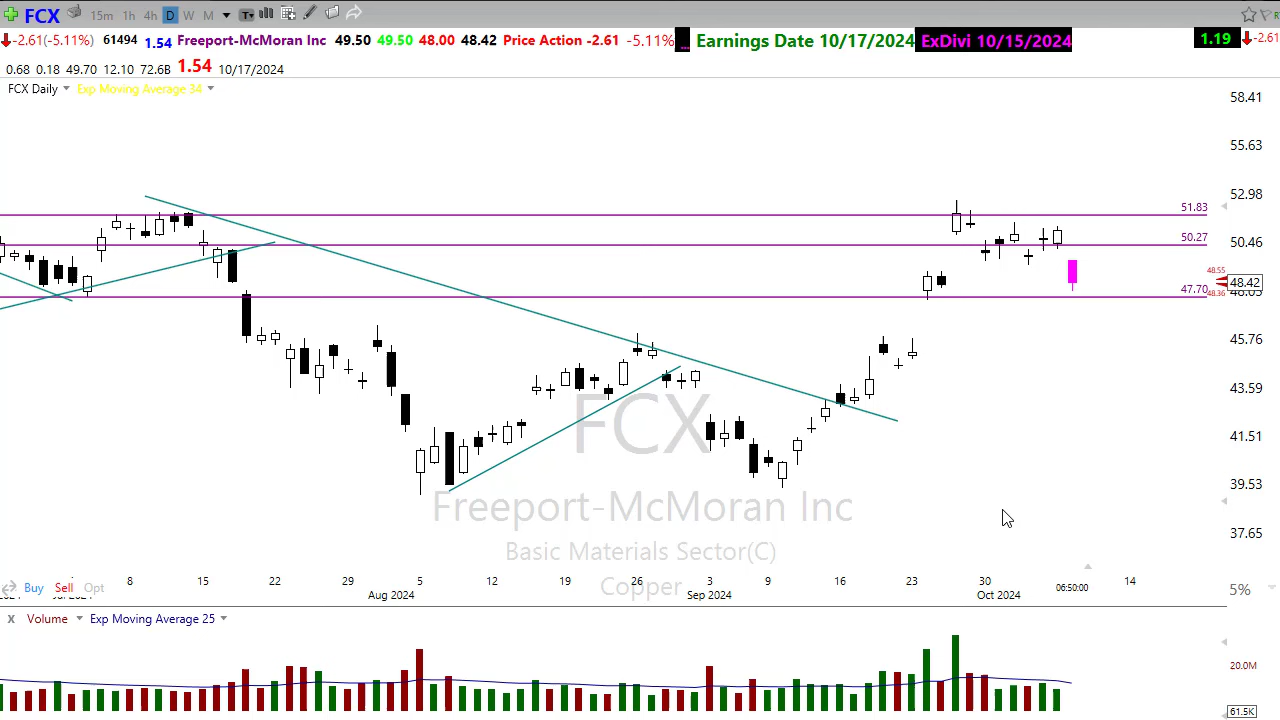 FCX 15m 1h 4h D W M T
-2.61(-5.11%) 61494 1.54 Freeport-McMoran Inc 49.50 49.50 48.00 48.42 Price Action -2.61 -5.11% ... Earnings Date 10/17/2024 ExDivi 10/15/2024 1.19 -2.61
0.68 0.18 49.70 12.10 72.6B 1.54 10/17/2024
FCX Daily Exp Moving Average 34
58.41
55.63
52.98
51.83
50.46
50.27
48.55
48.42
47.70
48.36
45.76
43.59
41.51
39.53
37.65
FCX
Freeport-McMoran Inc
Basic Materials Sector(C)
Copper
8 15 22 29 5 12 19 26 3 9 16 23 30 14
Buy Sell Opt 5%
Aug 2024 Sep 2024 Oct 2024 06:50:00
X Volume Exp Moving Average 25
20.0M
61.5K